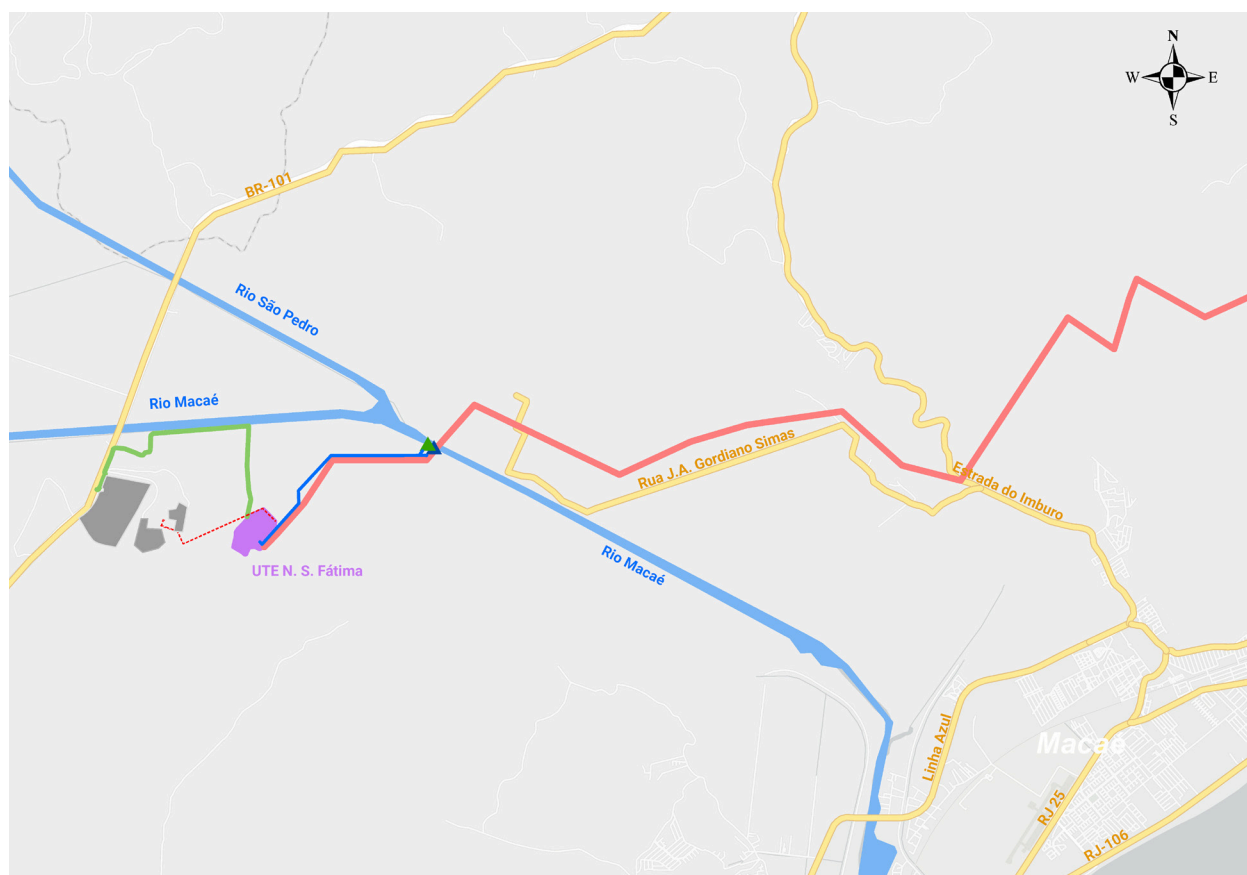 N
W E
S
BR-101
Rio São Pedro
Rio Macaé
Rua J.A. Gordiano Simas
Estrada do Imburo
UTE N. S. Fátima
Rio Macaé
Linha Azul
Macaé
RJ 25
RJ-106